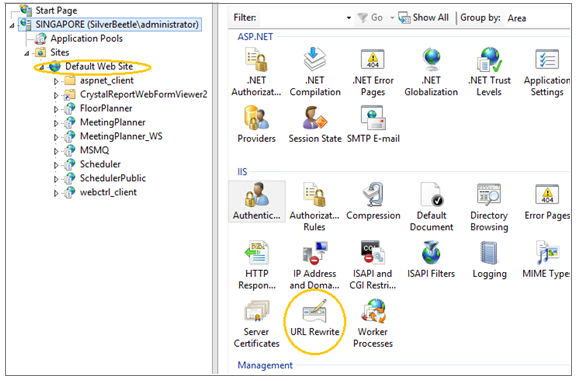 Start Page
SINGAPORE (SilverBeetle\administrator)
Application Pools
Sites
Default Web Site
aspnet_client
CrystalReportWebFormViewer2
FloorPlanner
MeetingPlanner
MeetingPlanner_WS
MSMQ
Scheduler
SchedulerPublic
webctrl_client
Filter: Go Show All Group by: Area
ASP.NET
.NET .NET .NET Error .NET .NET Trust Application
Authorizat... Compilation Pages Globalization Levels Settings
Providers Session State SMTP E-mail
IIS
Authentic... Authorizat... Compression Default Directory Error Pages
Rules Document Browsing
HTTP IP Address ISAPI and ISAPI Filters Logging MIME Types
Respon... and Doma... CGI Restri...
Server URL Rewrite Worker
Certificates Processes
Management
404
404
CGI